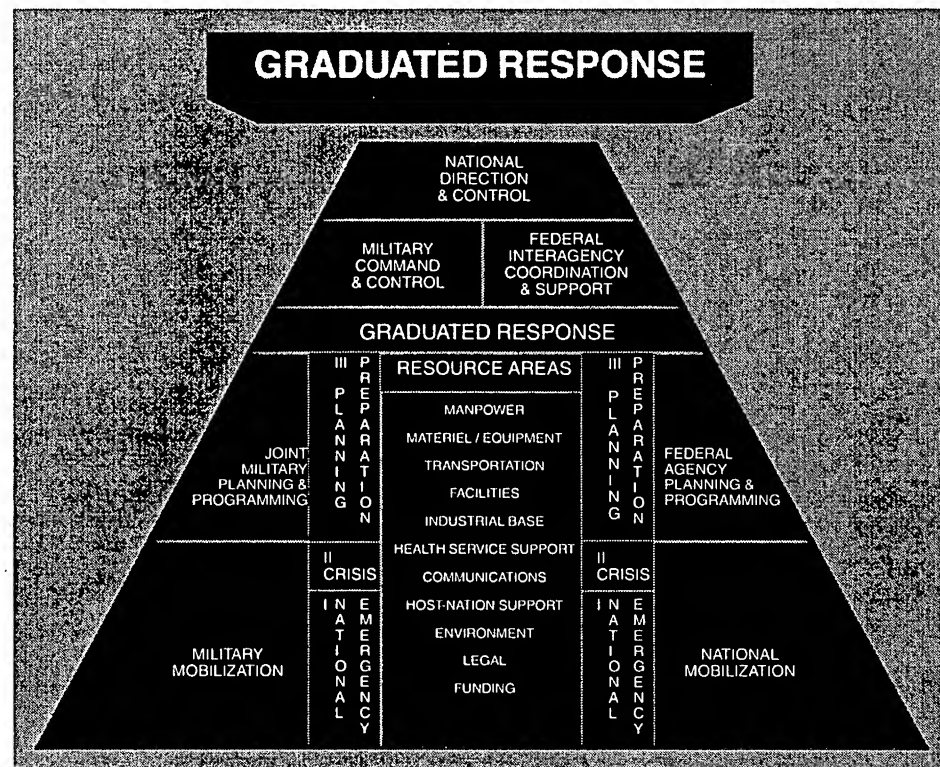 GRADUATED RESPONSE
NATIONAL
DIRECTION
& CONTROL
MILITARY
COMMAND
& CONTROL
FEDERAL
INTERAGENCY
COORDINATION
& SUPPORT
GRADUATED RESPONSE
JOINT
MILITARY
PLANNING &
PROGRAMMING
III PLANNING
PREPARATION
RESOURCE AREAS
MANPOWER
MATERIEL / EQUIPMENT
TRANSPORTATION
FACILITIES
INDUSTRIAL BASE
HEALTH SERVICE SUPPORT
COMMUNICATIONS
HOST-NATION SUPPORT
ENVIRONMENT
LEGAL
FUNDING
III PLANNING
PREPARATION
FEDERAL
AGENCY
PLANNING &
PROGRAMMING
MILITARY
MOBILIZATION
II
CRISIS
I NATIONAL
EMERGENCY
II
CRISIS
I NATIONAL
EMERGENCY
NATIONAL
MOBILIZATION